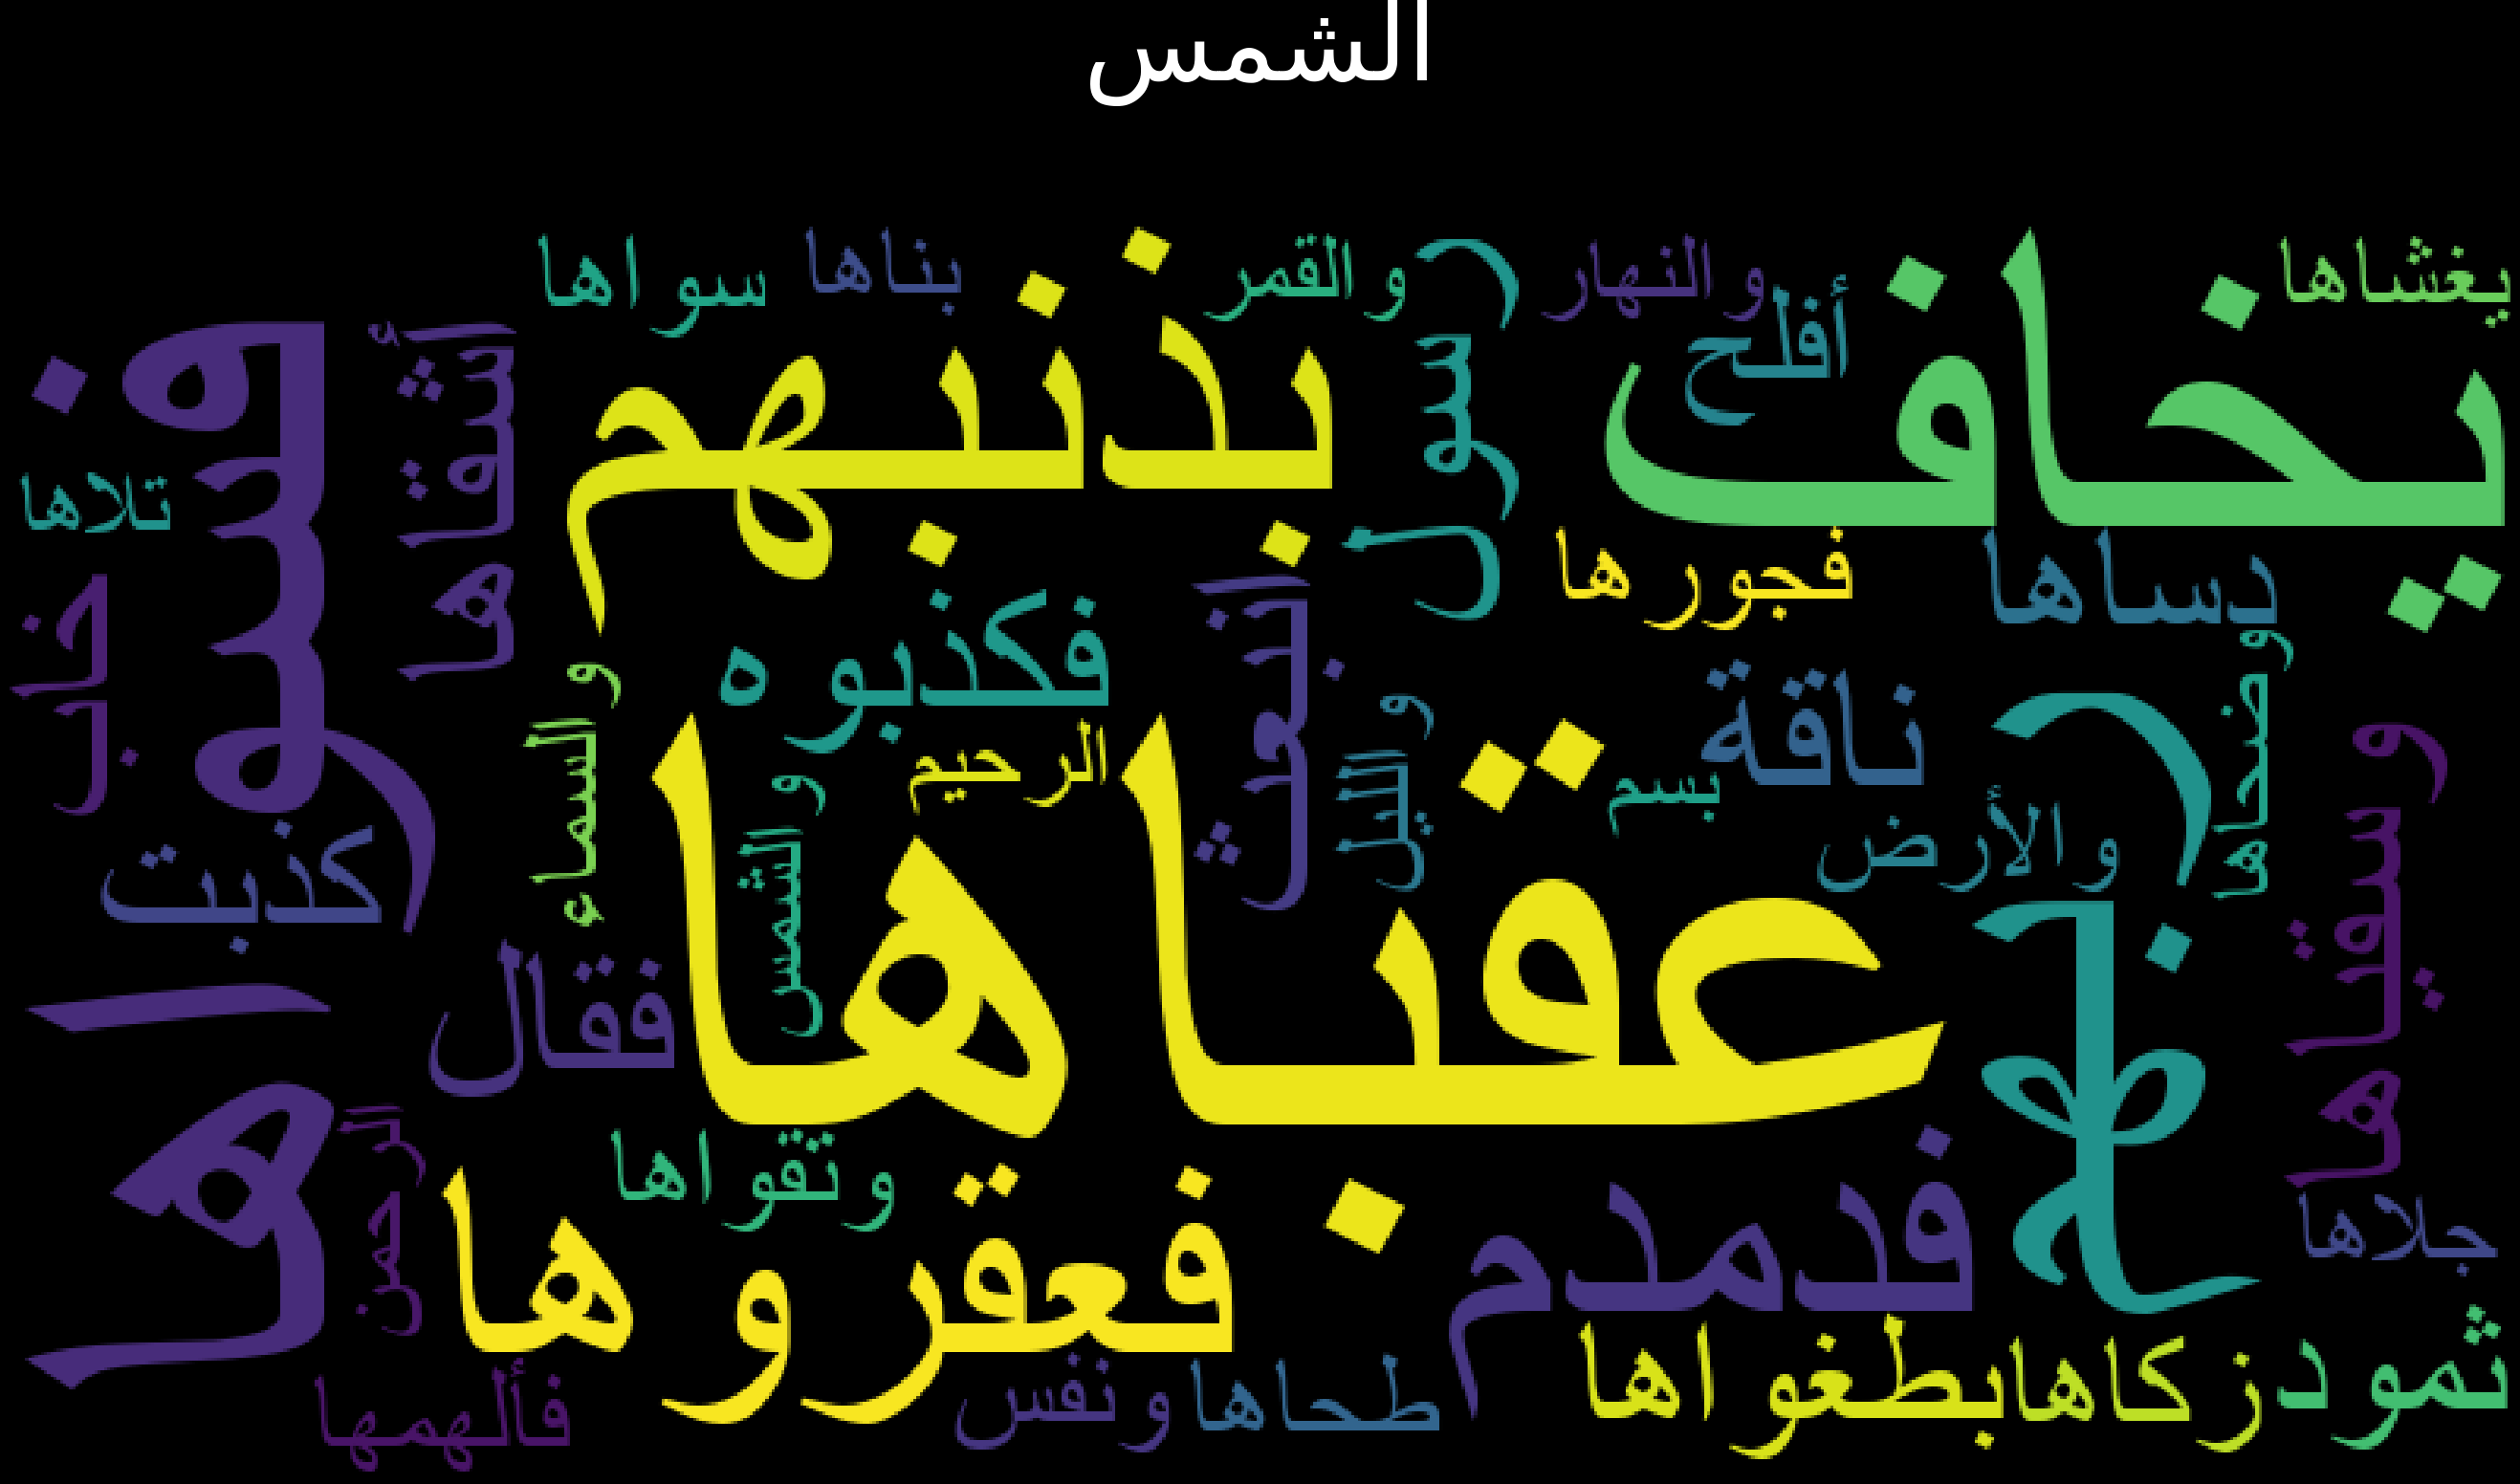 الشمس
يغشاها
والنهار
والقمر
بناها
سواها
أفلح
يخاف
رسول
بذنبهم
أشقاها
فسواها
تلاها
دساها
فجورها
انبعث
فكذبوه
خاب
وضحاها
ناقة
والليل
والسماء
الرحيم
بسم
والشمس
وسقياها
ربهم
والأرض
كذبت
عقباها
فقال
جلاها
فدمدم
وتقواها
الرحمن
فعقروها
ثمود
زكاها
بطغواها
طحاها
ونفس
فألهمها